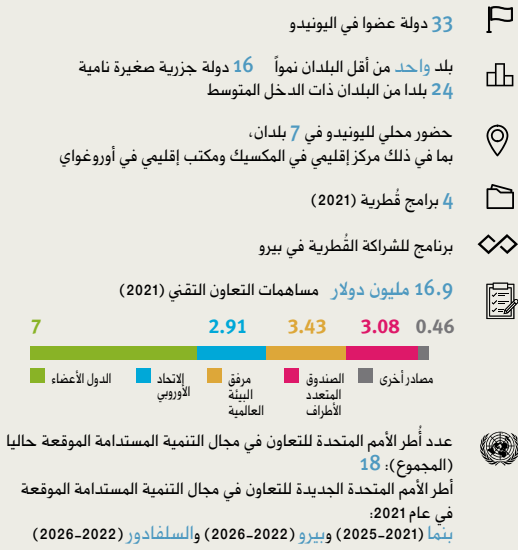 33 دولة عضوا في اليونيدو
بلد واحد من أقل البلدان نمواً 16 دولة جزرية صغيرة نامية
24 بلدا من البلدان ذات الدخل المتوسط
حضور محلي لليونيدو في 7 بلدان،
بما في ذلك مركز إقليمي في المكسيك ومكتب إقليمي في أوروغواي
4 برامج قُطرية (2021)
برنامج للشراكة القُطرية في بيرو
16.9 مليون دولار مساهمات التعاون التقني (2021)
7 2.91 3.43 3.08 0.46
مصادر أخرى
الصندوق
المتعدد
الأطراف
مرفق
البيئة
العالمية
الاتحاد
الأوروبي
الدول الأعضاء
عدد أُطر الأمم المتحدة للتعاون في مجال التنمية المستدامة الموقعة حاليا
(المجموع): 18
أطر الأمم المتحدة الجديدة للتعاون في مجال التنمية المستدامة الموقعة
في عام 2021:
بنما (2021-2025) وبيرو (2022-2026) والسلفادور (2022-2026)